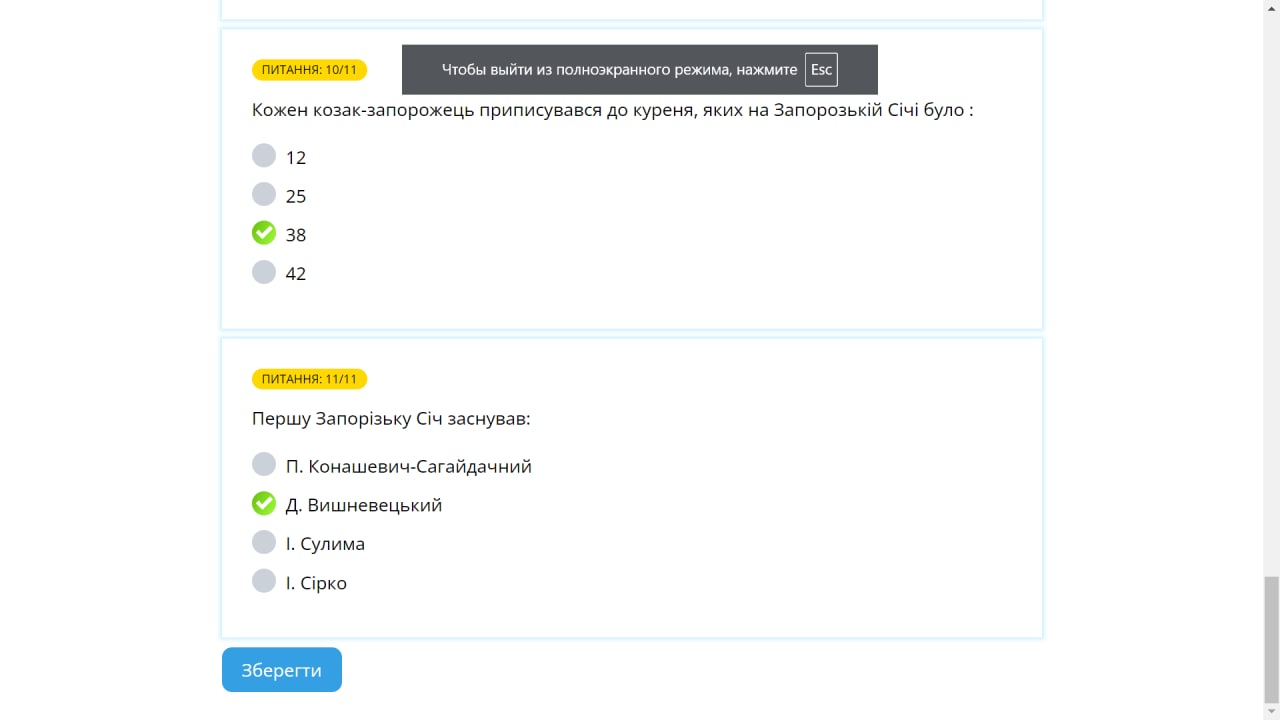 ПИТАННЯ: 10/11
Чтобы выйти из полноэкранного режима, нажмите Esc
Кожен козак-запорожець приписувався до куреня, яких на Запорозькій Січі було :
12
25
38
42
ПИТАННЯ: 11/11
Першу Запорізьку Січ заснував:
П. Конашевич-Сагайдачний
Д. Вишневецький
І. Сулима
І. Сірко
Зберегти